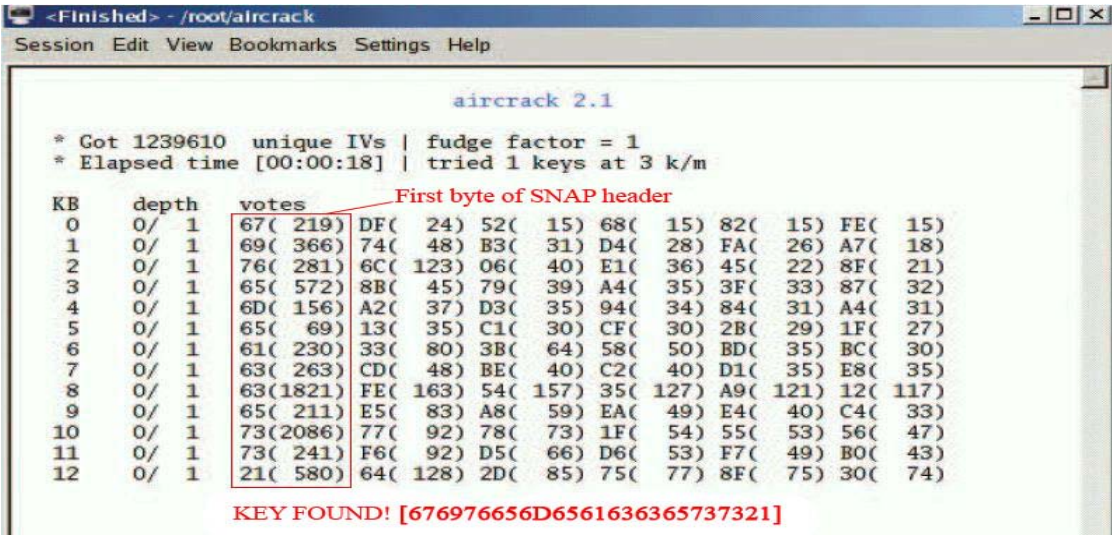 <Finished> - /root/aircrack
Session Edit View Bookmarks Settings Help
aircrack 2.1
* Got 1239610 unique IVs | fudge factor = 1
* Elapsed time [00:00:18] | tried 1 keys at 3 k/m
First byte of SNAP header
KB depth votes
0 0/ 1 67( 219) DF( 24) 52( 15) 68( 15) 82( 15) FE( 15)
1 0/ 1 69( 366) 74( 48) B3( 31) D4( 28) FA( 26) A7( 18)
2 0/ 1 76( 281) 6C( 123) 06( 40) E1( 36) 45( 22) 8F( 21)
3 0/ 1 65( 572) 8B( 45) 79( 39) A4( 35) 3F( 33) 87( 32)
4 0/ 1 6D( 156) A2( 37) D3( 35) 94( 34) 84( 31) A4( 31)
5 0/ 1 65( 69) 13( 35) C1( 30) CF( 30) 2B( 29) 1F( 27)
6 0/ 1 61( 230) 33( 80) 3B( 64) 58( 50) BD( 35) BC( 30)
7 0/ 1 63( 263) CD( 48) BE( 40) C2( 40) D1( 35) E8( 35)
8 0/ 1 63(1821) FE( 163) 54( 157) 35( 127) A9( 121) 12( 117)
9 0/ 1 65( 211) E5( 83) A8( 59) EA( 49) E4( 40) C4( 33)
10 0/ 1 73(2086) 77( 92) 78( 73) 1F( 54) 55( 53) 56( 47)
11 0/ 1 73( 241) F6( 92) D5( 66) D6( 53) F7( 49) B0( 43)
12 0/ 1 21( 580) 64( 128) 2D( 85) 75( 77) 8F( 75) 30( 74)
KEY FOUND! [676976656D6561636365737321]